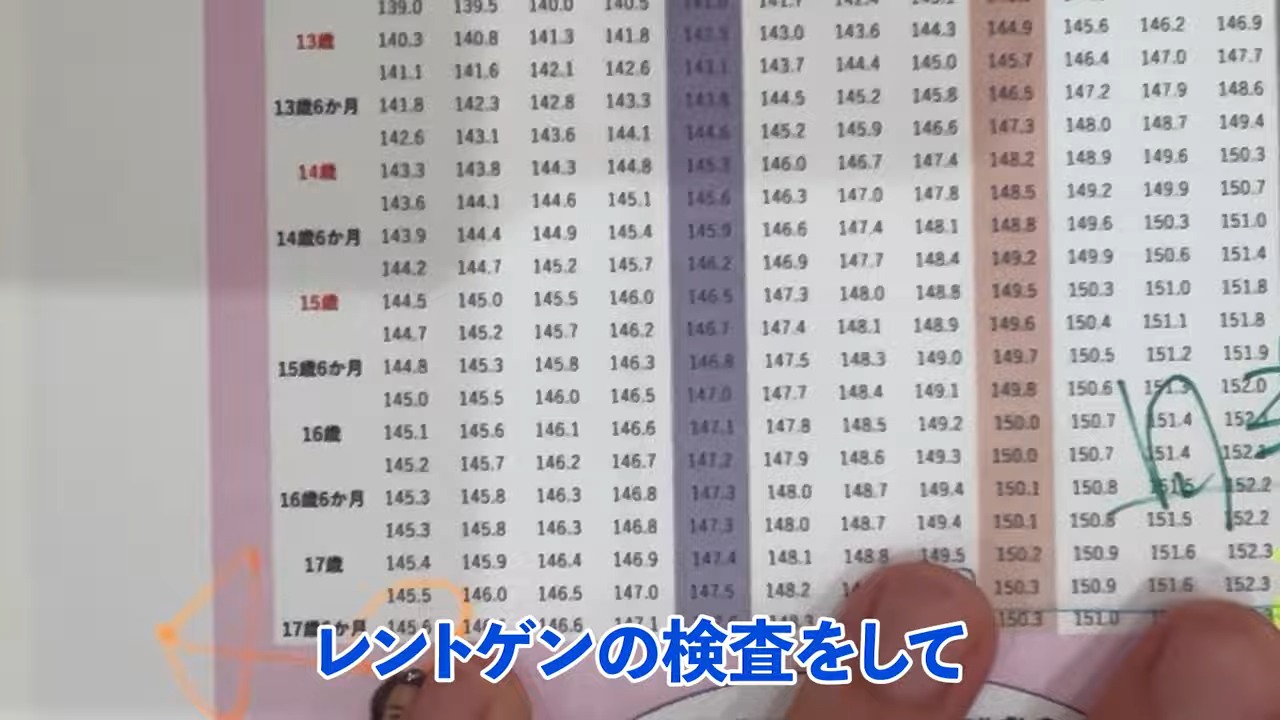 139.0 139.5 140.0 140.5
13歳 140.3 140.8 141.3 141.8 142.3 143.0 143.6 144.3 144.9 145.6 146.2 146.9
141.1 141.6 142.1 142.6 143.1 143.7 144.4 145.0 145.7 146.4 147.0 147.7
13歳6か月 141.8 142.3 142.8 143.3 143.8 144.5 145.2 145.8 146.5 147.2 147.9 148.6
142.6 143.1 143.6 144.1 144.6 145.2 145.9 146.6 147.3 148.0 148.7 149.4
14歳 143.3 143.8 144.3 144.8 145.3 146.0 146.7 147.4 148.2 148.9 149.6 150.3
143.6 144.1 144.6 145.1 145.6 146.3 147.0 147.8 148.5 149.2 149.9 150.7
14歳6か月 143.9 144.4 144.9 145.4 145.9 146.6 147.4 148.1 148.8 149.6 150.3 151.0
144.2 144.7 145.2 145.7 146.2 146.9 147.7 148.4 149.2 149.9 150.6 151.4
15歳 144.5 145.0 145.5 146.0 146.5 147.3 148.0 148.8 149.5 150.3 151.0 151.8
144.7 145.2 145.7 146.2 146.7 147.4 148.1 148.9 149.6 150.4 151.1 151.8
15歳6か月 144.8 145.3 145.8 146.3 146.8 147.5 148.3 149.0 149.7 150.5 151.2 151.9
145.0 145.5 146.0 146.5 147.0 147.7 148.4 149.1 149.8 150.6 151.3 152.0
16歳 145.1 145.6 146.1 146.6 147.1 147.8 148.5 149.2 150.0 150.7 151.4
145.2 145.7 146.2 146.7 147.2 147.9 148.6 149.3 150.0 150.7 151.4
16歳6か月 145.3 145.8 146.3 146.8 147.3 148.0 148.7 149.4 150.1 150.8 151.5 152.2
145.3 145.8 146.3 146.8 147.3 148.0 148.7 149.4 150.1 150.8 151.5 152.2
17歳 145.4 145.9 146.4 146.9 147.4 148.1 148.8 149.5 150.2 150.9 151.6 152.3
145.5 146.0 146.5 147.0 147.5 148.2 150.3 150.9 151.6 152.3
146.6 150.3 151.0
レントゲンの検査をして